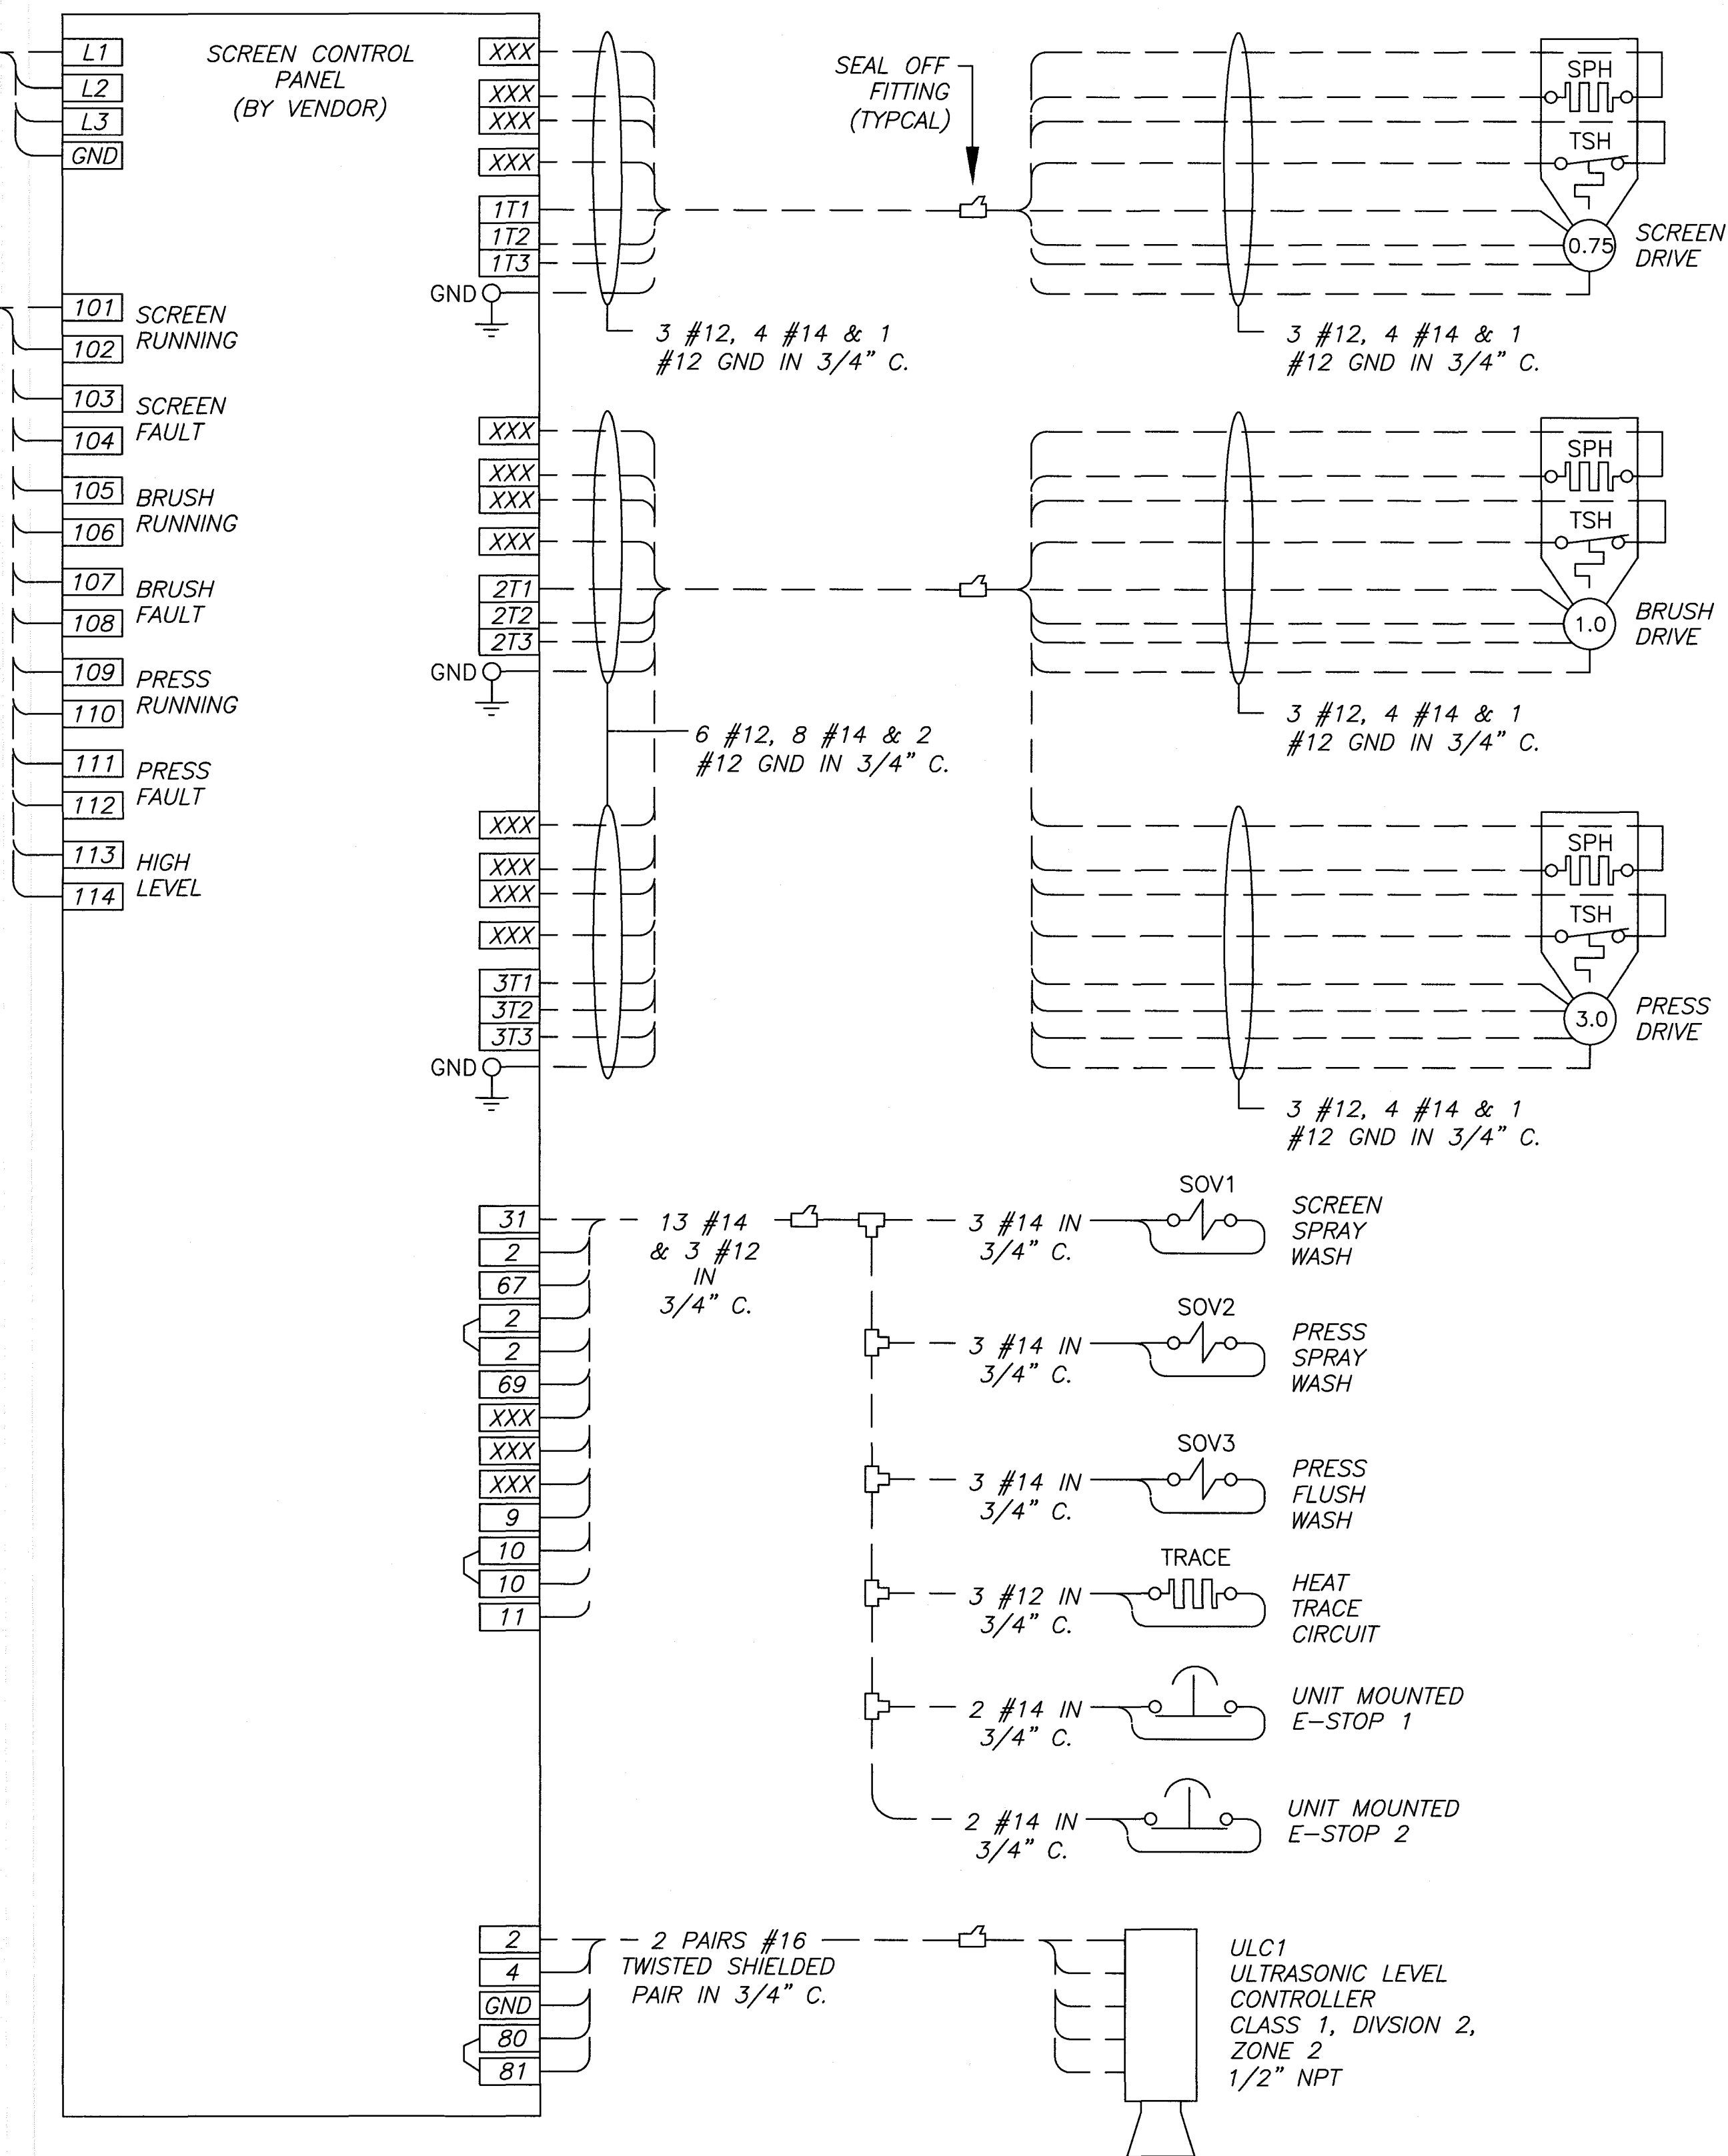 SCREEN CONTROL
PANEL
(BY VENDOR)
L1
L2
L3
GND
101
102
SCREEN
RUNNING
103
104
SCREEN
FAULT
105
106
BRUSH
RUNNING
107
108
BRUSH
FAULT
109
110
PRESS
RUNNING
111
112
PRESS
FAULT
113
114
HIGH
LEVEL
XXX
XXX
XXX
XXX
1T1
1T2
1T3
GND
3 #12, 4 #14 & 1
#12 GND IN 3/4" C.
SEAL OFF
FITTING
(TYPCAL)
3 #12, 4 #14 & 1
#12 GND IN 3/4" C.
SPH
TSH
0.75
SCREEN
DRIVE
XXX
XXX
XXX
XXX
2T1
2T2
2T3
GND
6 #12, 8 #14 & 2
#12 GND IN 3/4" C.
3 #12, 4 #14 & 1
#12 GND IN 3/4" C.
SPH
TSH
1.0
BRUSH
DRIVE
XXX
XXX
XXX
XXX
3T1
3T2
3T3
GND
3 #12, 4 #14 & 1
#12 GND IN 3/4" C.
SPH
TSH
3.0
PRESS
DRIVE
31
2
67
2
2
69
XXX
XXX
XXX
9
10
10
11
13 #14
& 3 #12
IN
3/4" C.
3 #14 IN
3/4" C.
SOV1
SCREEN
SPRAY
WASH
3 #14 IN
3/4" C.
SOV2
PRESS
SPRAY
WASH
3 #14 IN
3/4" C.
SOV3
PRESS
FLUSH
WASH
3 #12 IN
3/4" C.
TRACE
HEAT
TRACE
CIRCUIT
2 #14 IN
3/4" C.
UNIT MOUNTED
E-STOP 1
2 #14 IN
3/4" C.
UNIT MOUNTED
E-STOP 2
2
4
GND
80
81
2 PAIRS #16
TWISTED SHIELDED
PAIR IN 3/4" C.
ULC1
ULTRASONIC LEVEL
CONTROLLER
CLASS 1, DIVSION 2,
ZONE 2
1/2" NPT